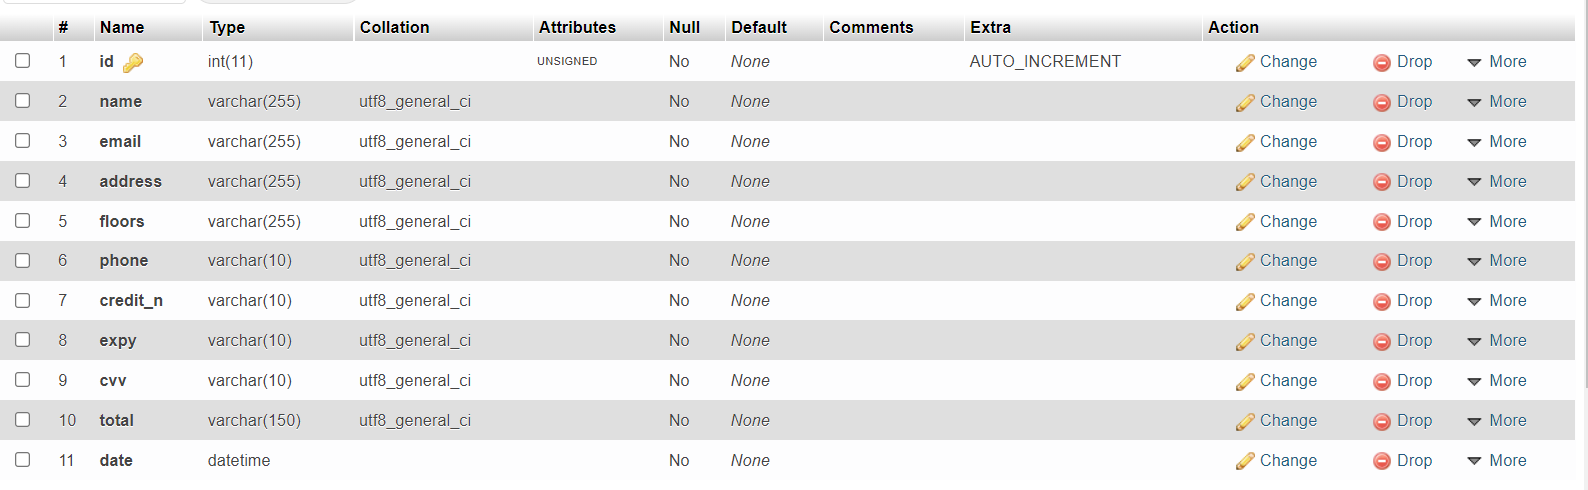 # Name Type Collation Attributes Null Default Comments Extra Action
1 id int(11) UNSIGNED No None AUTO_INCREMENT Change Drop More
2 name varchar(255) utf8_general_ci No None Change Drop More
3 email varchar(255) utf8_general_ci No None Change Drop More
4 address varchar(255) utf8_general_ci No None Change Drop More
5 floors varchar(255) utf8_general_ci No None Change Drop More
6 phone varchar(10) utf8_general_ci No None Change Drop More
7 credit_n varchar(10) utf8_general_ci No None Change Drop More
8 expy varchar(10) utf8_general_ci No None Change Drop More
9 cvv varchar(10) utf8_general_ci No None Change Drop More
10 total varchar(150) utf8_general_ci No None Change Drop More
11 date datetime No None Change Drop More